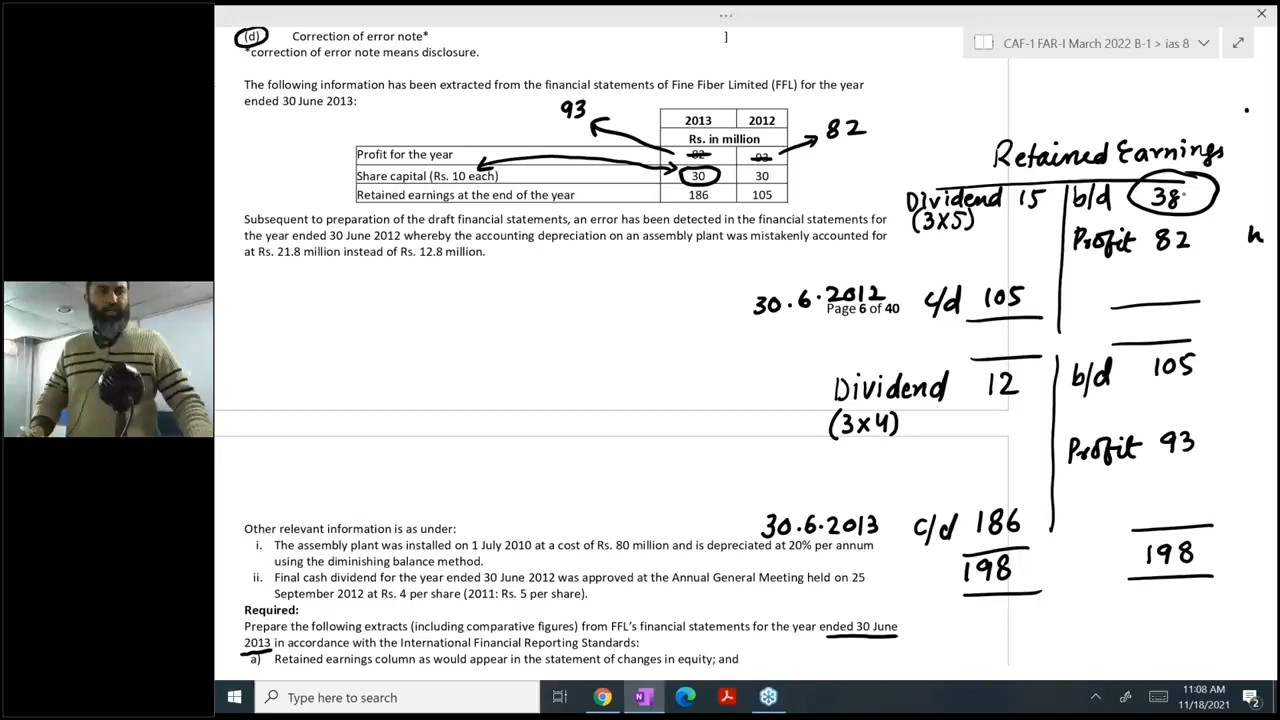 CAF-1 FAR-I March 2022 B-1 > ias 8
(d) Correction of error note* ]
*correction of error note means disclosure.
The following information has been extracted from the financial statements of Fine Fiber Limited (FFL) for the year
ended 30 June 2013:
93
2013 2012
Rs. in million
82
Profit for the year 82 93
Share capital (Rs. 10 each) 30 30
Retained earnings at the end of the year 186 105
Subsequent to preparation of the draft financial statements, an error has been detected in the financial statements for
the year ended 30 June 2012 whereby the accounting depreciation on an assembly plant was mistakenly accounted for
at Rs. 21.8 million instead of Rs. 12.8 million.
Retained Earnings
Dividend 15 b/d 38
(3x5)
Profit 82
30.6.2012 c/d 105
Page 6 of 40
b/d 105
Dividend 12
(3x4)
Profit 93
30.6.2013 c/d 186
198 198
Other relevant information is as under:
i. The assembly plant was installed on 1 July 2010 at a cost of Rs. 80 million and is depreciated at 20% per annum
using the diminishing balance method.
ii. Final cash dividend for the year ended 30 June 2012 was approved at the Annual General Meeting held on 25
September 2012 at Rs. 4 per share (2011: Rs. 5 per share).
Required:
Prepare the following extracts (including comparative figures) from FFL's financial statements for the year ended 30 June
2013 in accordance with the International Financial Reporting Standards:
a) Retained earnings column as would appear in the statement of changes in equity; and
Type here to search
11:08 AM
11/18/2021
2